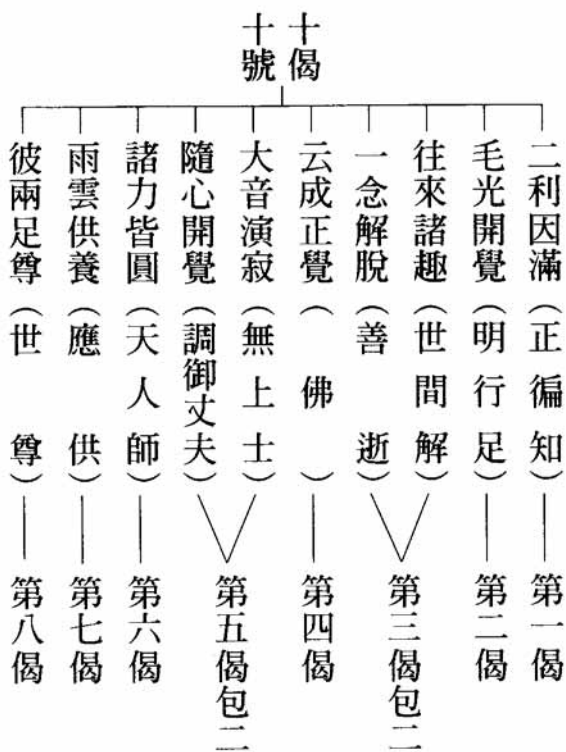 十偈
十號
二利因滿（正徧知）
毛光開覺（明行足）
往來諸趣（世間解）
一念解脫（善逝）
云成正覺（佛）
大音演寂（無上士）
隨心開覺（調御丈夫）
諸力皆圓（天人師）
雨雲供養（應供）
彼兩足尊（世尊）
第一偈
第二偈
第三偈包二
第四偈
第五偈包二
第六偈
第七偈
第八偈